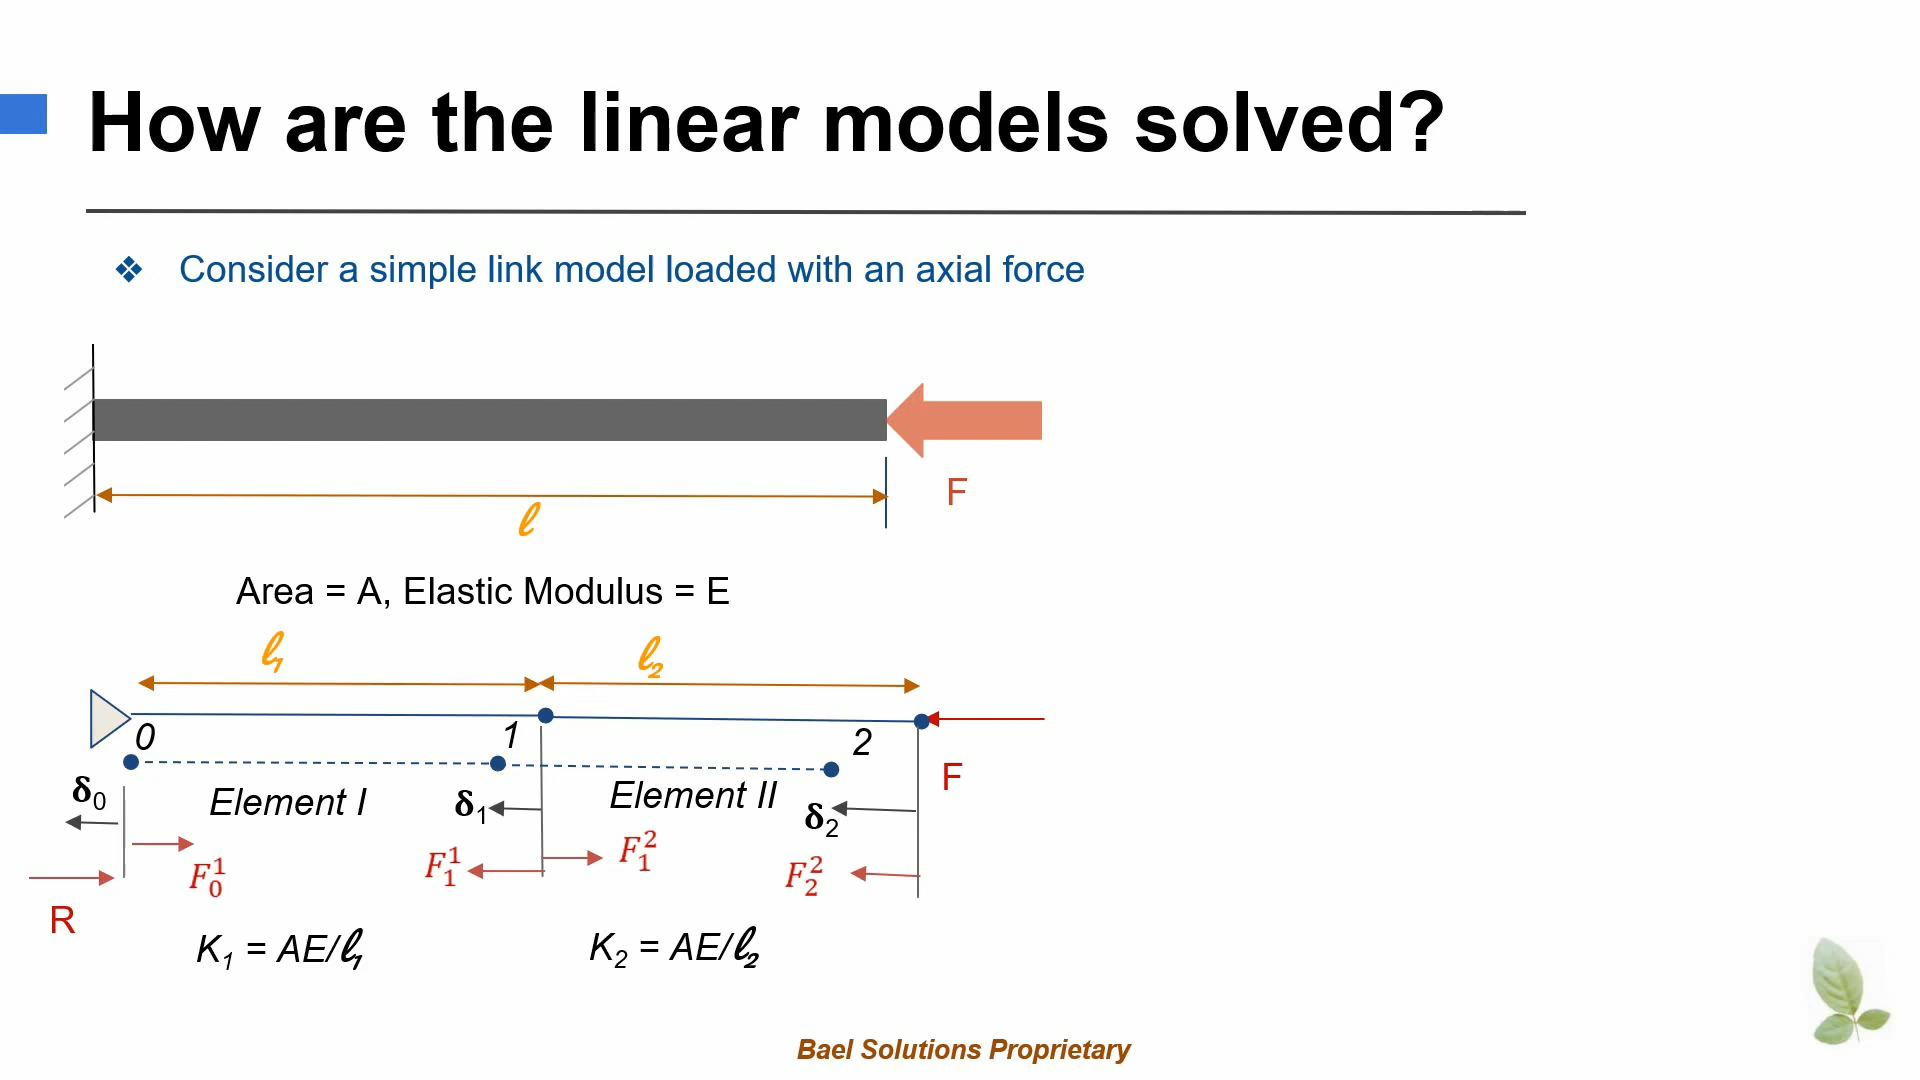 How are the linear models solved?
❖ Consider a simple link model loaded with an axial force
F
ℓ
Area = A, Elastic Modulus = E
ℓ₁ ℓ₂
0 1 2
F
δ₀ Element I δ₁ Element II δ₂
F₀¹ F₁¹ F₁² F₂²
R
K₁ = AE/ℓ₁ K₂ = AE/ℓ₂
Bael Solutions Proprietary